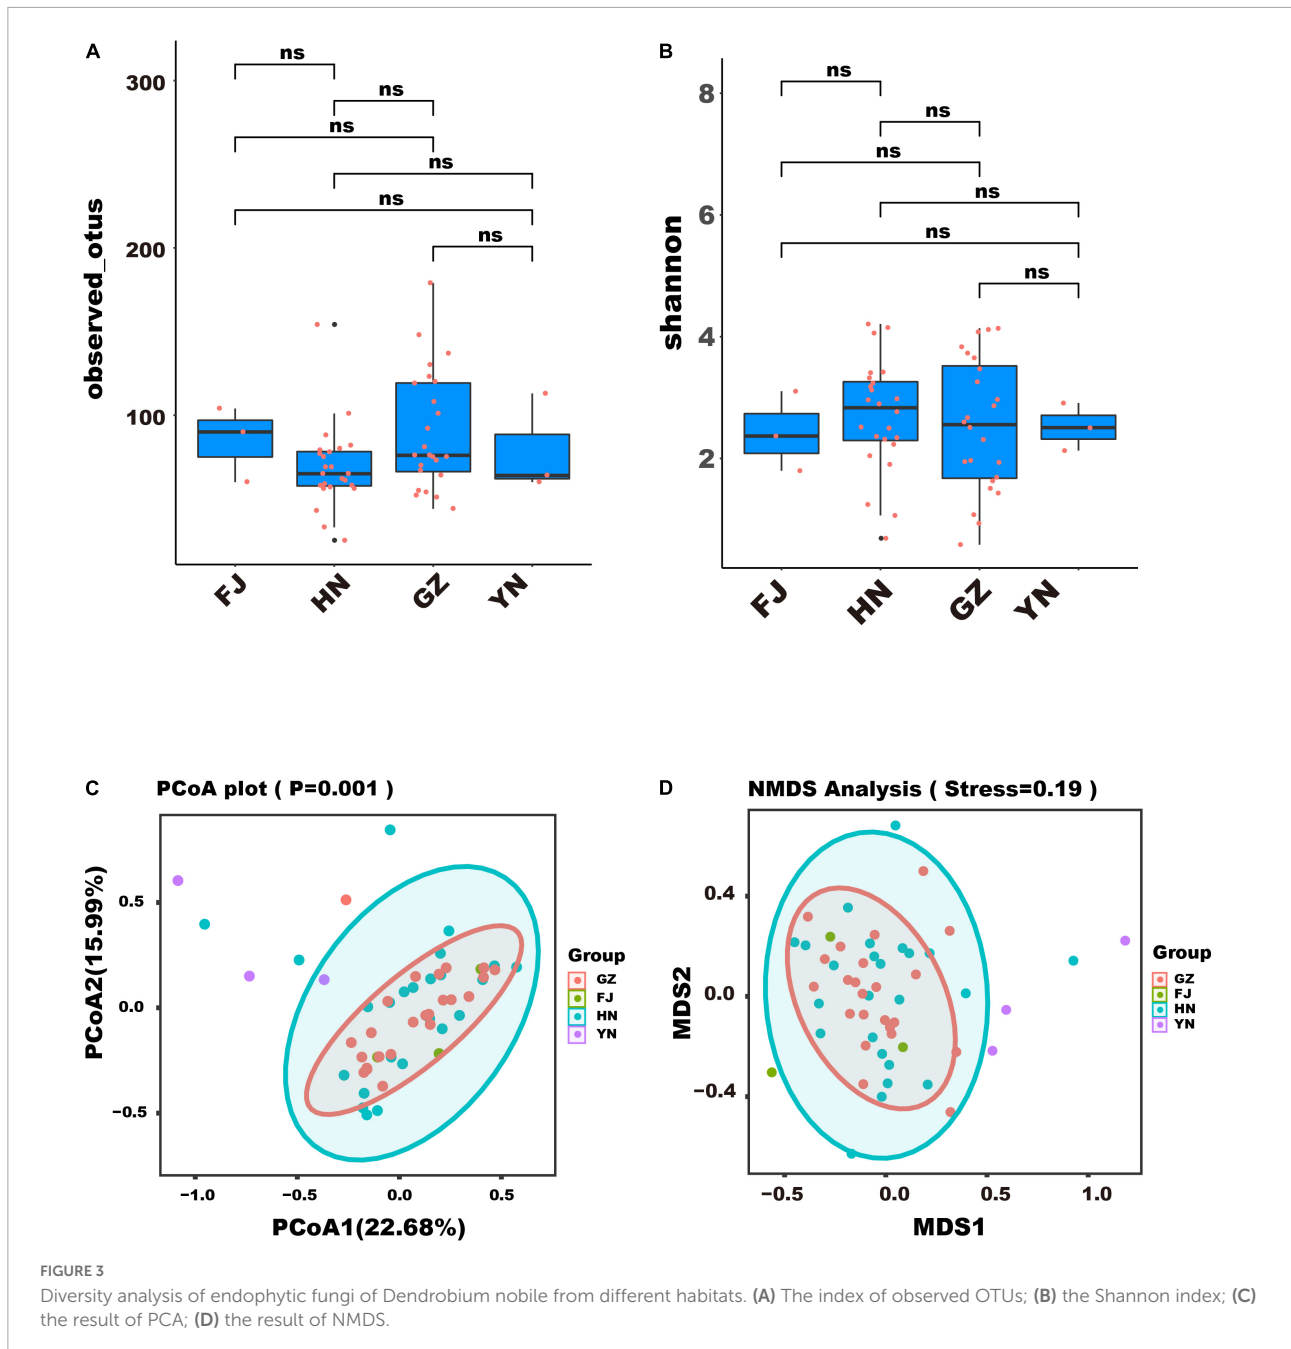 A
observed_otus
300
200
100
ns
ns
ns
ns
ns
ns
FJ
HN
GZ
YN
B
shannon
8
6
4
2
ns
ns
ns
ns
ns
ns
FJ
HN
GZ
YN
C
PCoA plot ( P=0.001 )
PCoA2(15.99%)
0.5
0.0
−0.5
−1.0
−0.5
0.0
0.5
PCoA1(22.68%)
Group
GZ
FJ
HN
YN
D
NMDS Analysis ( Stress=0.19 )
MDS2
0.4
0.0
−0.4
−0.5
0.0
0.5
1.0
MDS1
Group
GZ
FJ
HN
YN
FIGURE 3
Diversity analysis of endophytic fungi of Dendrobium nobile from different habitats. (A) The index of observed OTUs; (B) the Shannon index; (C)
the result of PCA; (D) the result of NMDS.